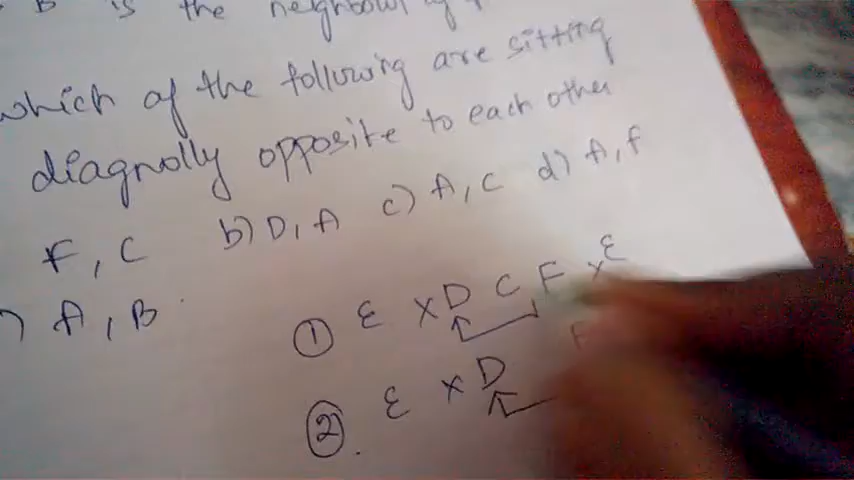 B is the
which of the following are sitting
diagnolly opposite to each other
F, C b) D, A c) A, C d) A, F
) A, B
① E X D C F X E
② E X D